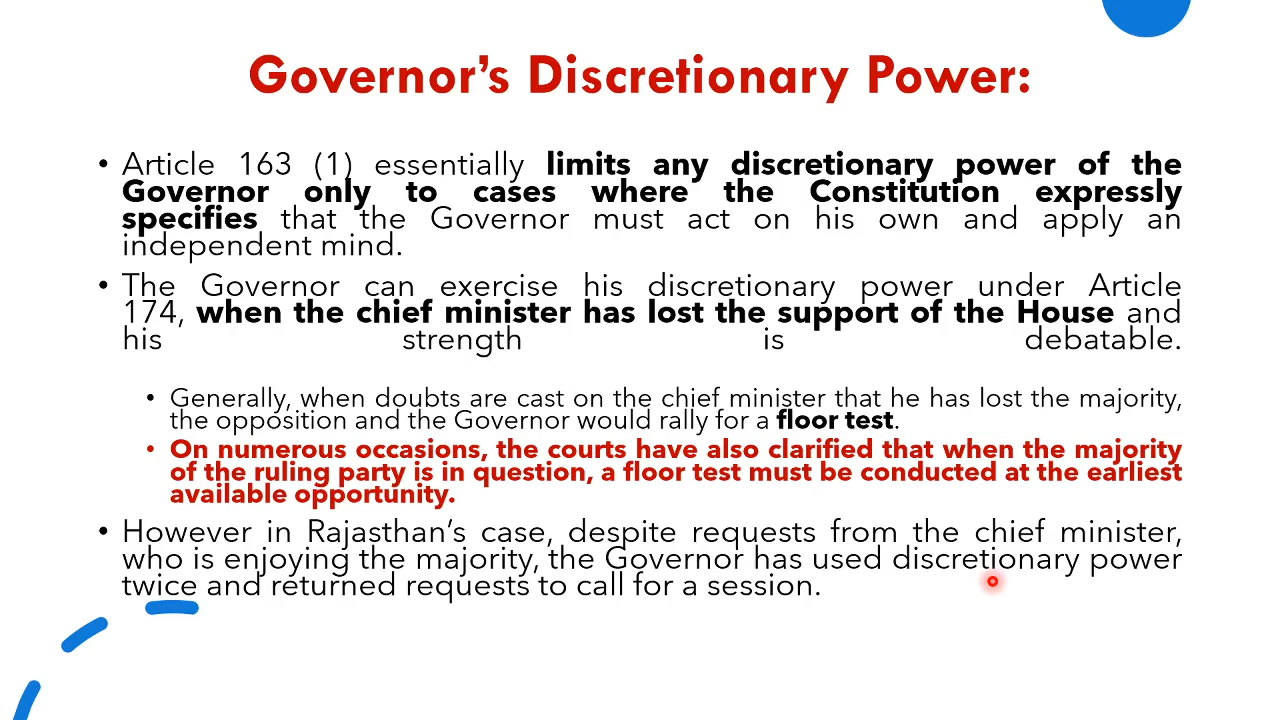 Governor's Discretionary Power:
• Article 163 (1) essentially limits any discretionary power of the
Governor only to cases where the Constitution expressly
specifies that the Governor must act on his own and apply an
independent mind.
• The Governor can exercise his discretionary power under Article
174, when the chief minister has lost the support of the House and
his strength is debatable.
• Generally, when doubts are cast on the chief minister that he has lost the majority,
the opposition and the Governor would rally for a floor test.
• On numerous occasions, the courts have also clarified that when the majority
of the ruling party is in question, a floor test must be conducted at the earliest
available opportunity.
• However in Rajasthan's case, despite requests from the chief minister,
who is enjoying the majority, the Governor has used discretionary power
twice and returned requests to call for a session.